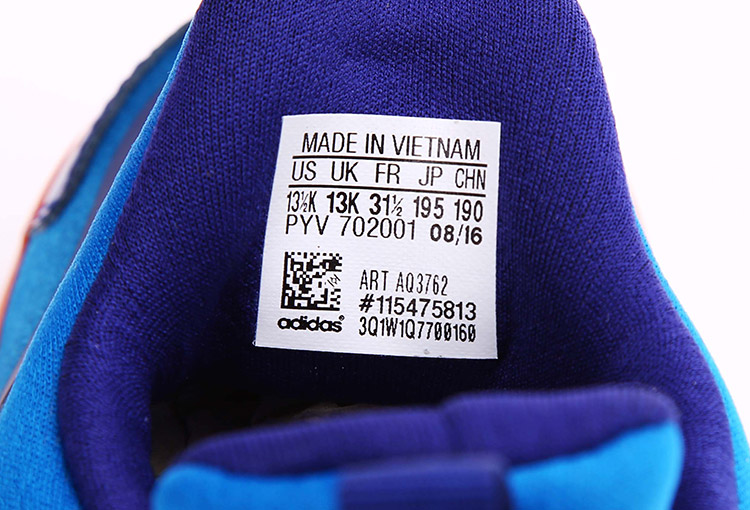 MADE IN VIETNAM
US UK FR JP CHN
13½K 13K 31½ 195 190
PYV 702001 08/16
ART AQ3762
#115475813
adidas® 3Q1W1Q7700160